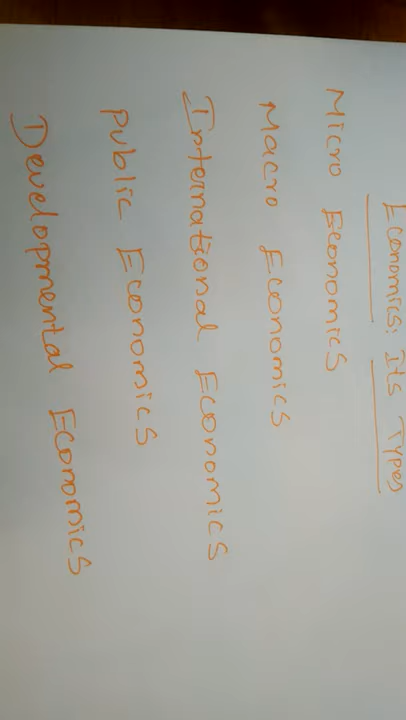 Economics: Its Types
Micro Economics
Macro Economics
International Economics
Public Economics
Developmental Economics